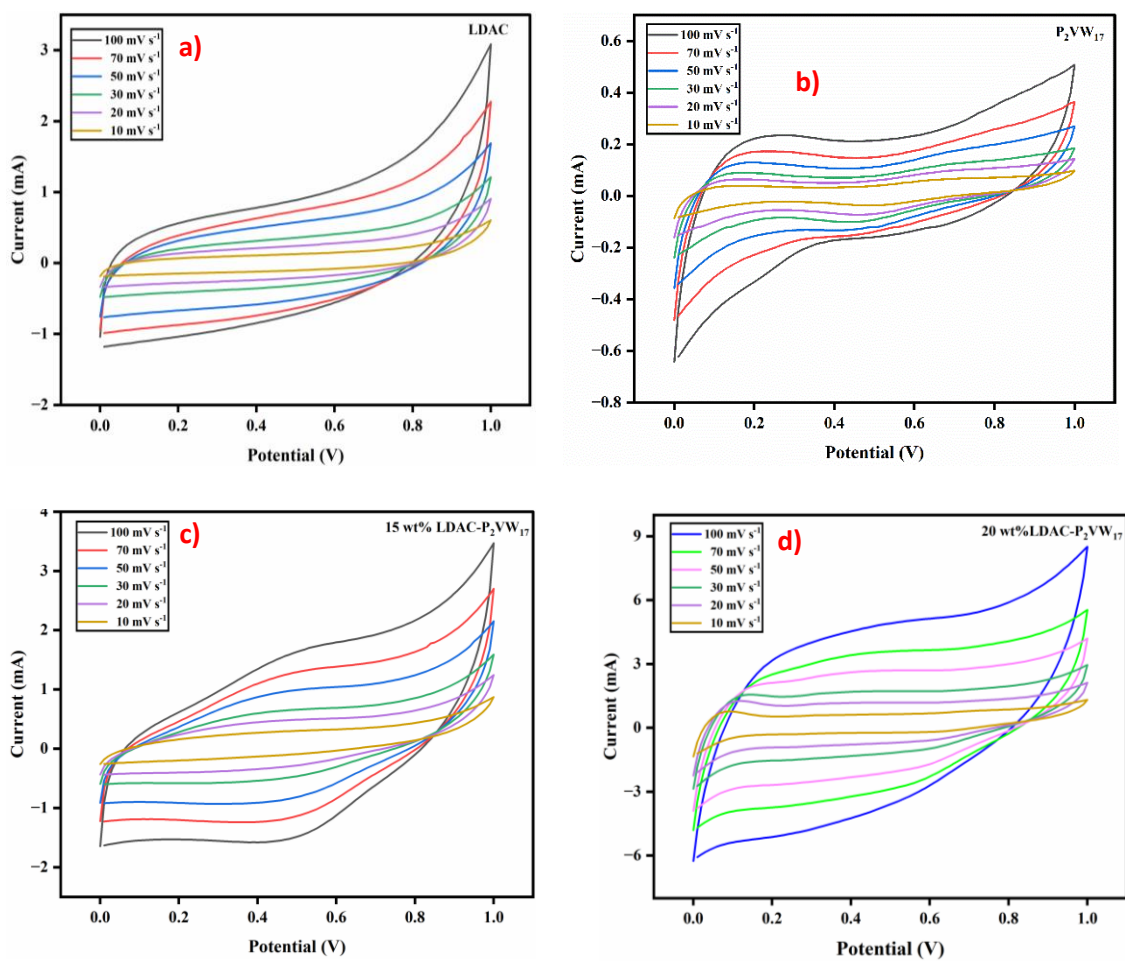 a)
LDAC
100 mV s⁻¹
70 mV s⁻¹
50 mV s⁻¹
30 mV s⁻¹
20 mV s⁻¹
10 mV s⁻¹
3
2
1
0
−1
−2
Current (mA)
0.0 0.2 0.4 0.6 0.8 1.0
Potential (V)
b)
P₂VW₁₇
100 mV s⁻¹
70 mV s⁻¹
50 mV s⁻¹
30 mV s⁻¹
20 mV s⁻¹
10 mV s⁻¹
0.6
0.4
0.2
0.0
−0.2
−0.4
−0.6
−0.8
Current (mA)
0.0 0.2 0.4 0.6 0.8 1.0
Potential (V)
c)
15 wt% LDAC-P₂VW₁₇
100 mV s⁻¹
70 mV s⁻¹
50 mV s⁻¹
30 mV s⁻¹
20 mV s⁻¹
10 mV s⁻¹
4
3
2
1
0
−1
−2
Current (mA)
0.0 0.2 0.4 0.6 0.8 1.0
Potential (V)
d)
20 wt%LDAC-P₂VW₁₇
100 mV s⁻¹
70 mV s⁻¹
50 mV s⁻¹
30 mV s⁻¹
20 mV s⁻¹
10 mV s⁻¹
9
6
3
0
−3
−6
Current (mA)
0.0 0.2 0.4 0.6 0.8 1.0
Potential (V)